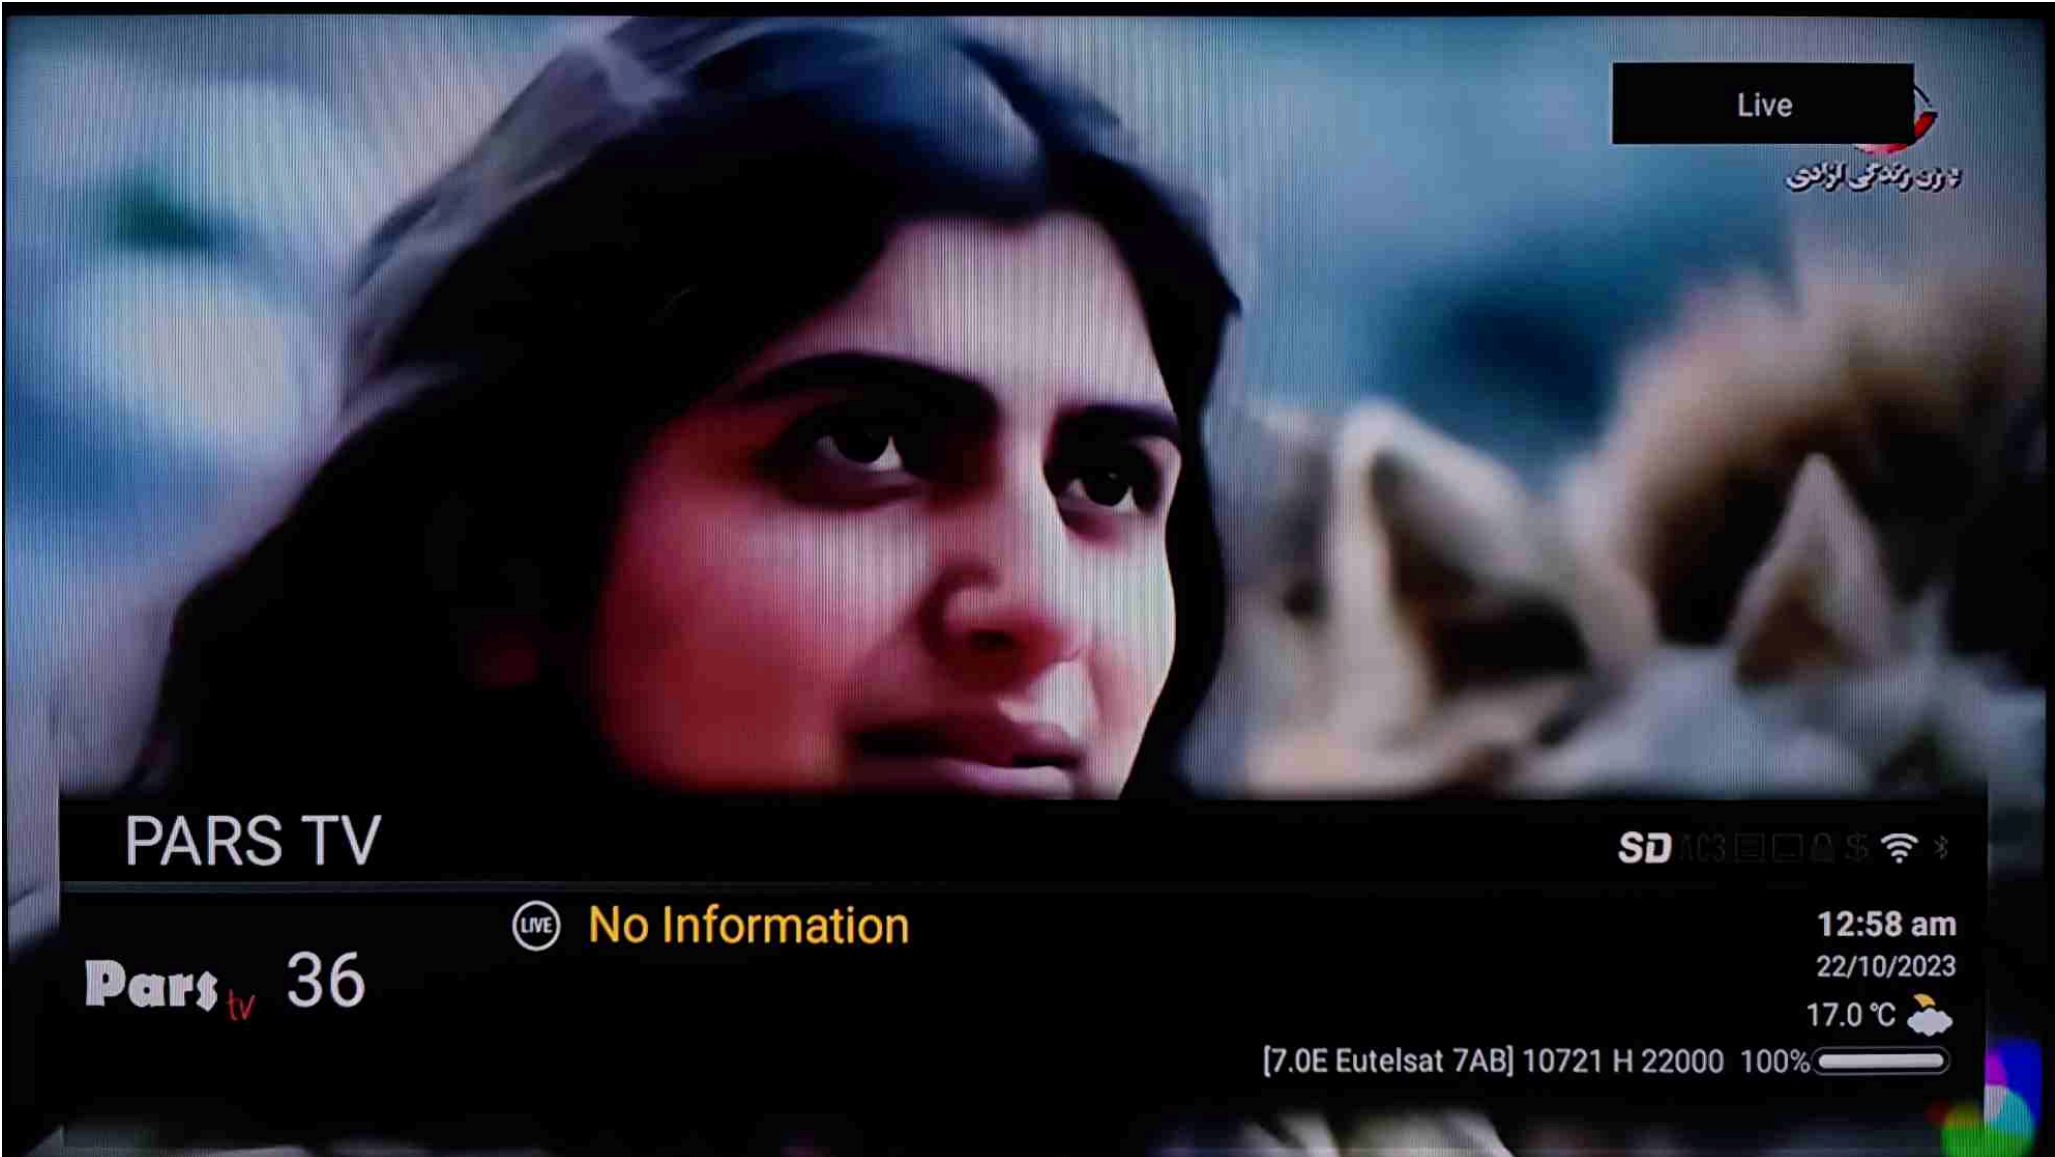 Live
زن زندگی آزادی
PARS TV
SD AC3 $
LIVE No Information
12:58 am
Pars tv 36
22/10/2023
17.0 °C
[7.0E Eutelsat 7AB] 10721 H 22000 100%